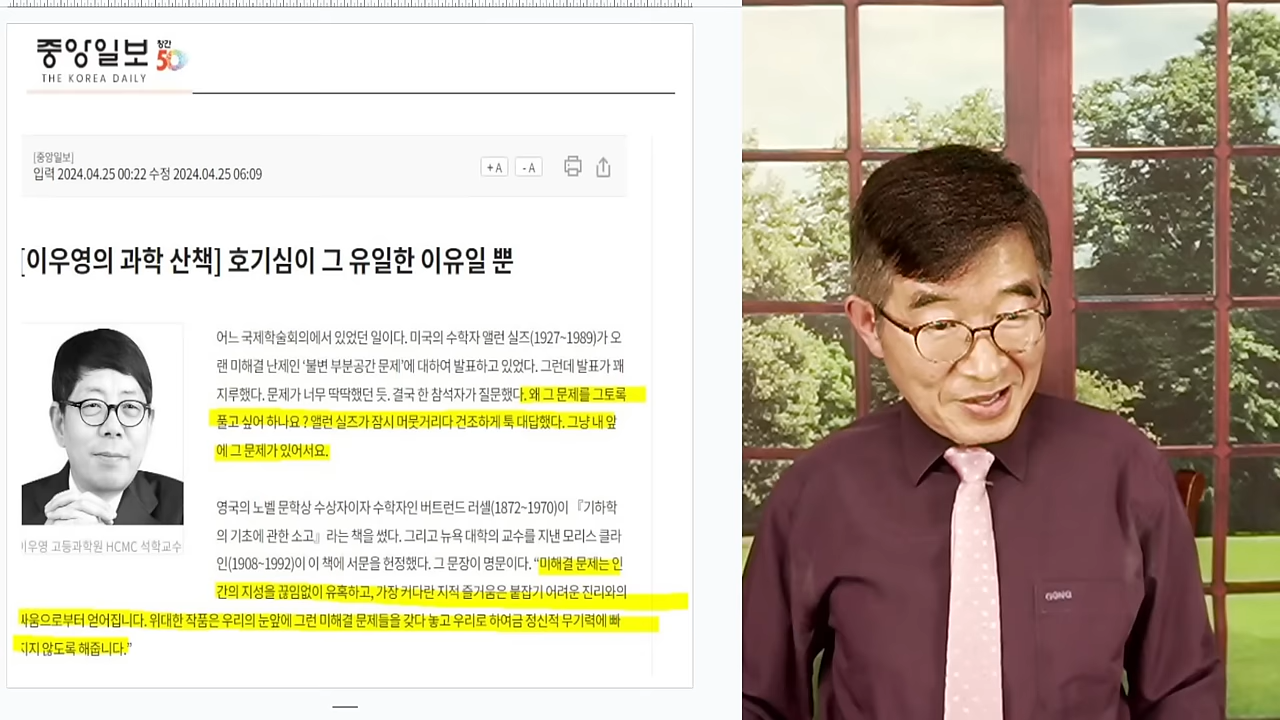 중앙일보 창간 50
THE KOREA DAILY
[중앙일보]
입력 2024.04.25 00:22 수정 2024.04.25 06:09
+ A
- A
[이우영의 과학 산책] 호기심이 그 유일한 이유일 뿐
어느 국제학술회의에서 있었던 일이다. 미국의 수학자 앨런 실즈(1927~1989)가 오
랜 미해결 난제인 ‘불변 부분공간 문제’에 대하여 발표하고 있었다. 그런데 발표가 꽤
지루했다. 문제가 너무 딱딱했던 듯. 결국 한 참석자가 질문했다. 왜 그 문제를 그토록
풀고 싶어 하나요 ? 앨런 실즈가 잠시 머뭇거리다 건조하게 툭 대답했다. 그냥 내 앞
에 그 문제가 있어서요.
영국의 노벨 문학상 수상자이자 수학자인 버트런드 러셀(1872~1970)이 『기하학
의 기초에 관한 소고』라는 책을 썼다. 그리고 뉴욕 대학의 교수를 지낸 모리스 클라
인(1908~1992)이 이 책에 서문을 헌정했다. 그 문장이 명문이다. “미해결 문제는 인
간의 지성을 끊임없이 유혹하고, 가장 커다란 지적 즐거움은 붙잡기 어려운 진리와의
싸움으로부터 얻어집니다. 위대한 작품은 우리의 눈앞에 그런 미해결 문제들을 갖다 놓고 우리로 하여금 정신적 무기력에 빠
지지 않도록 해줍니다.”
이우영 고등과학원 HCMC 석학교수
GONG